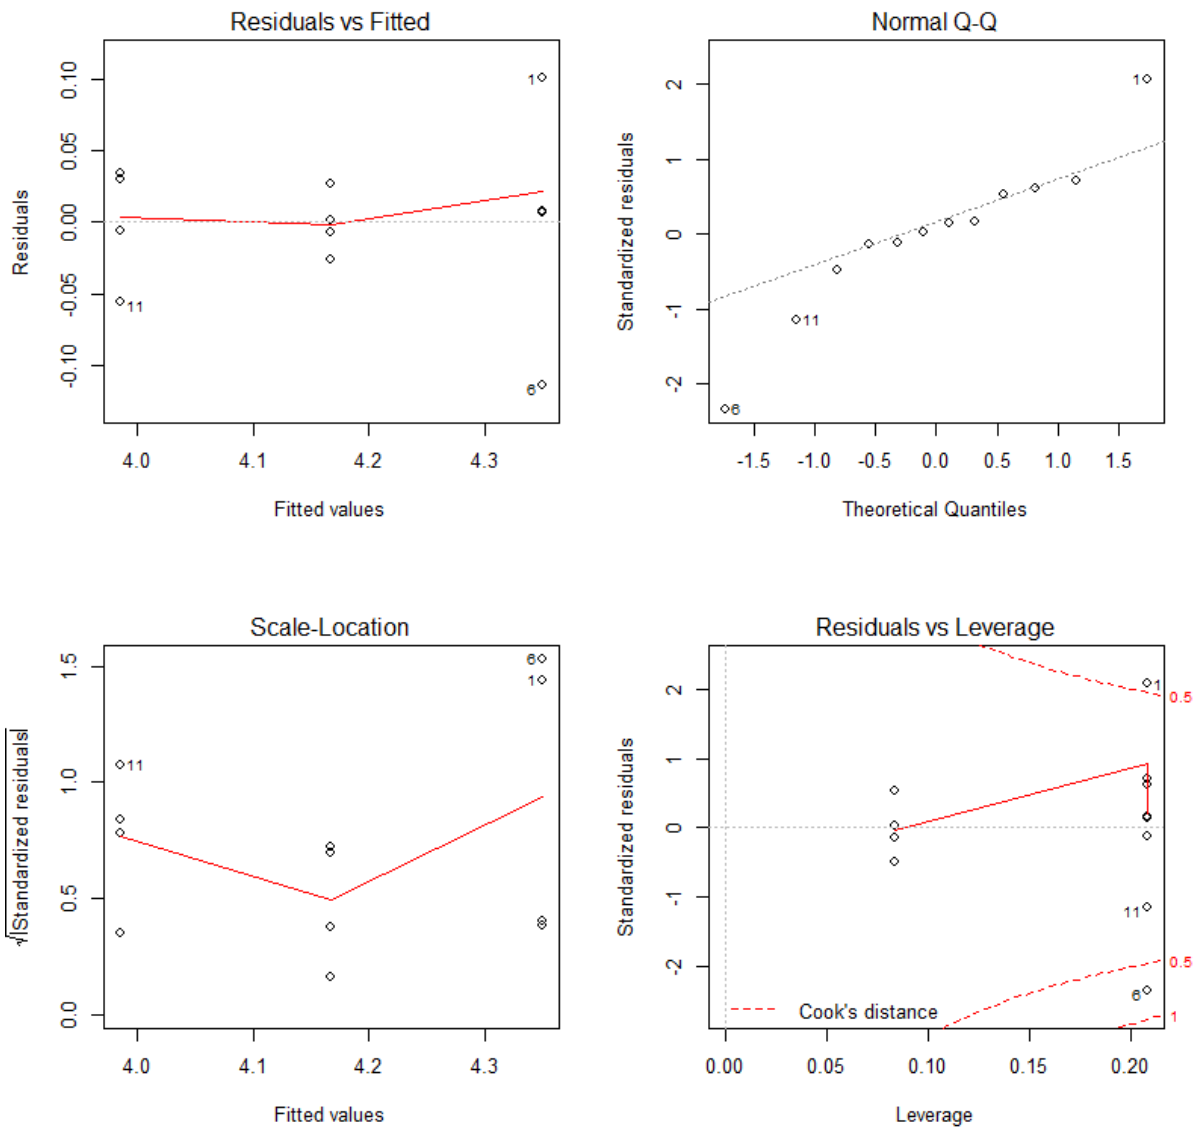 Residuals vs Fitted
Residuals
0.10
0.05
0.00
-0.05
-0.10
1
11
6
4.0 4.1 4.2 4.3
Fitted values
Normal Q-Q
Standardized residuals
2
1
0
-1
-2
1
11
6
-1.5 -1.0 -0.5 0.0 0.5 1.0 1.5
Theoretical Quantiles
Scale-Location
√|Standardized residuals|
1.5
1.0
0.5
0.0
6
1
11
4.0 4.1 4.2 4.3
Fitted values
Residuals vs Leverage
Standardized residuals
2
1
0
-1
-2
1
11
6
0.5
0.5
1
Cook's distance
0.00 0.05 0.10 0.15 0.20
Leverage